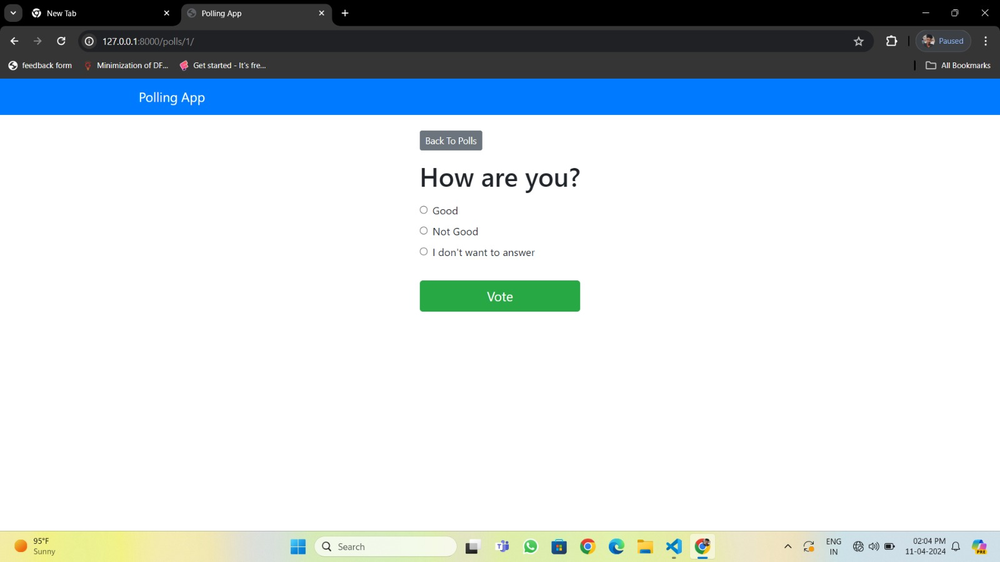 New Tab
Polling App
127.0.0.1:8000/polls/1/
Paused
feedback form
Minimization of DF...
Get started - It's fre...
All Bookmarks
Polling App
Back To Polls
How are you?
Good
Not Good
I don't want to answer
Vote
95°F
Sunny
Search
ENG
IN
02:04 PM
11-04-2024
PRE